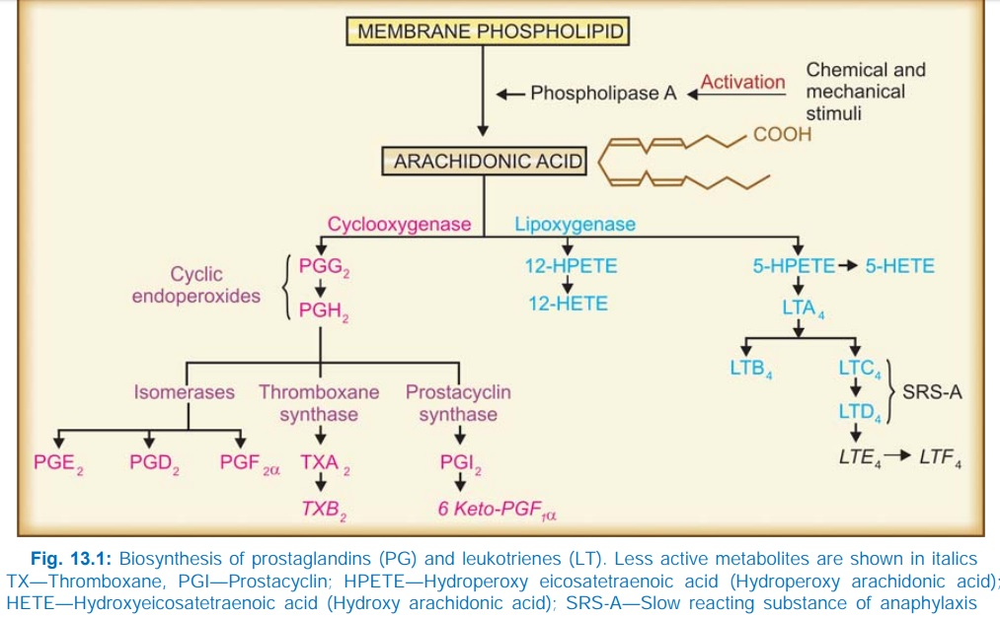 MEMBRANE PHOSPHOLIPID
Phospholipase A
Activation
Chemical and
mechanical
stimuli
COOH
ARACHIDONIC ACID
Cyclooxygenase
Lipoxygenase
Cyclic
endoperoxides
PGG2
PGH2
12-HPETE
12-HETE
5-HPETE
5-HETE
LTA4
LTB4
LTC4
LTD4
SRS-A
LTE4
LTF4
Isomerases
Thromboxane
synthase
Prostacyclin
synthase
PGE2
PGD2
PGF2α
TXA2
PGI2
TXB2
6 Keto-PGF1α
Fig. 13.1: Biosynthesis of prostaglandins (PG) and leukotrienes (LT). Less active metabolites are shown in italics
TX—Thromboxane, PGI—Prostacyclin; HPETE—Hydroperoxy eicosatetraenoic acid (Hydroperoxy arachidonic acid);
HETE—Hydroxyeicosatetraenoic acid (Hydroxy arachidonic acid); SRS-A—Slow reacting substance of anaphylaxis